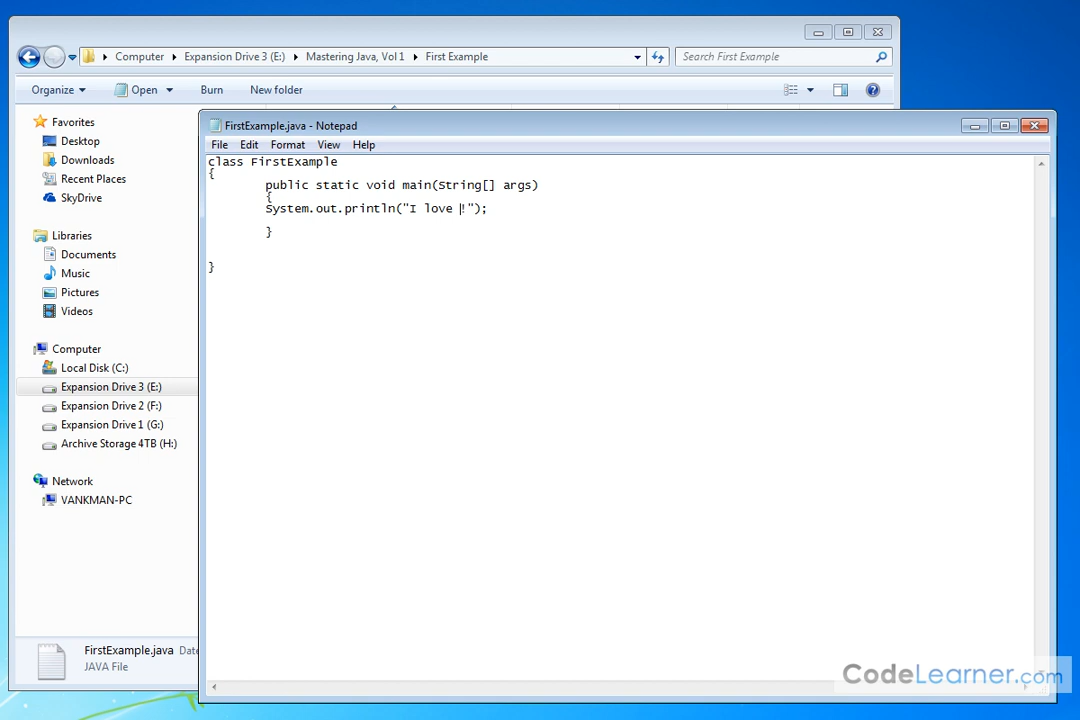 Computer Expansion Drive 3 (E:) Mastering Java, Vol 1 First Example Search First Example
Organize Open Burn New folder
Favorites
Desktop
Downloads
Recent Places
SkyDrive
Libraries
Documents
Music
Pictures
Videos
Computer
Local Disk (C:)
Expansion Drive 3 (E:)
Expansion Drive 2 (F:)
Expansion Drive 1 (G:)
Archive Storage 4TB (H:)
Network
VANKMAN-PC
FirstExample.java Date
JAVA File
FirstExample.java - Notepad
File Edit Format View Help
class FirstExample
{
public static void main(String[] args)
{
System.out.println("I love !");
}
}
CodeLearner.com